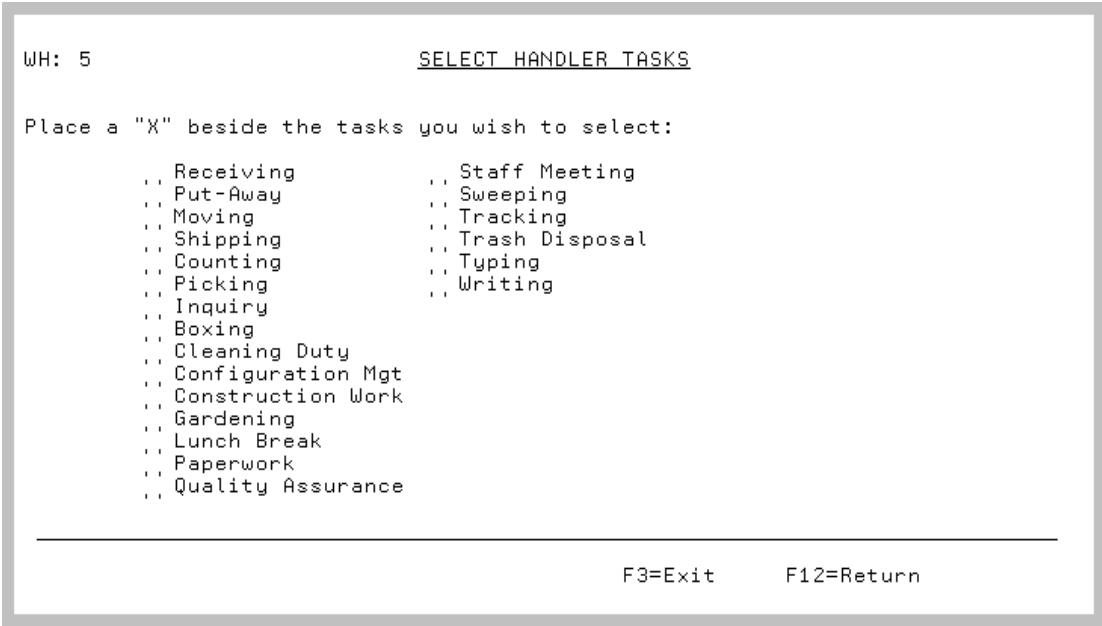 WH: 5 SELECT HANDLER TASKS
Place a "X" beside the tasks you wish to select:
Receiving Staff Meeting
Put-Away Sweeping
Moving Tracking
Shipping Trash Disposal
Counting Typing
Picking Writing
Inquiry
Boxing
Cleaning Duty
Configuration Mgt
Construction Work
Gardening
Lunch Break
Paperwork
Quality Assurance
F3=Exit F12=Return